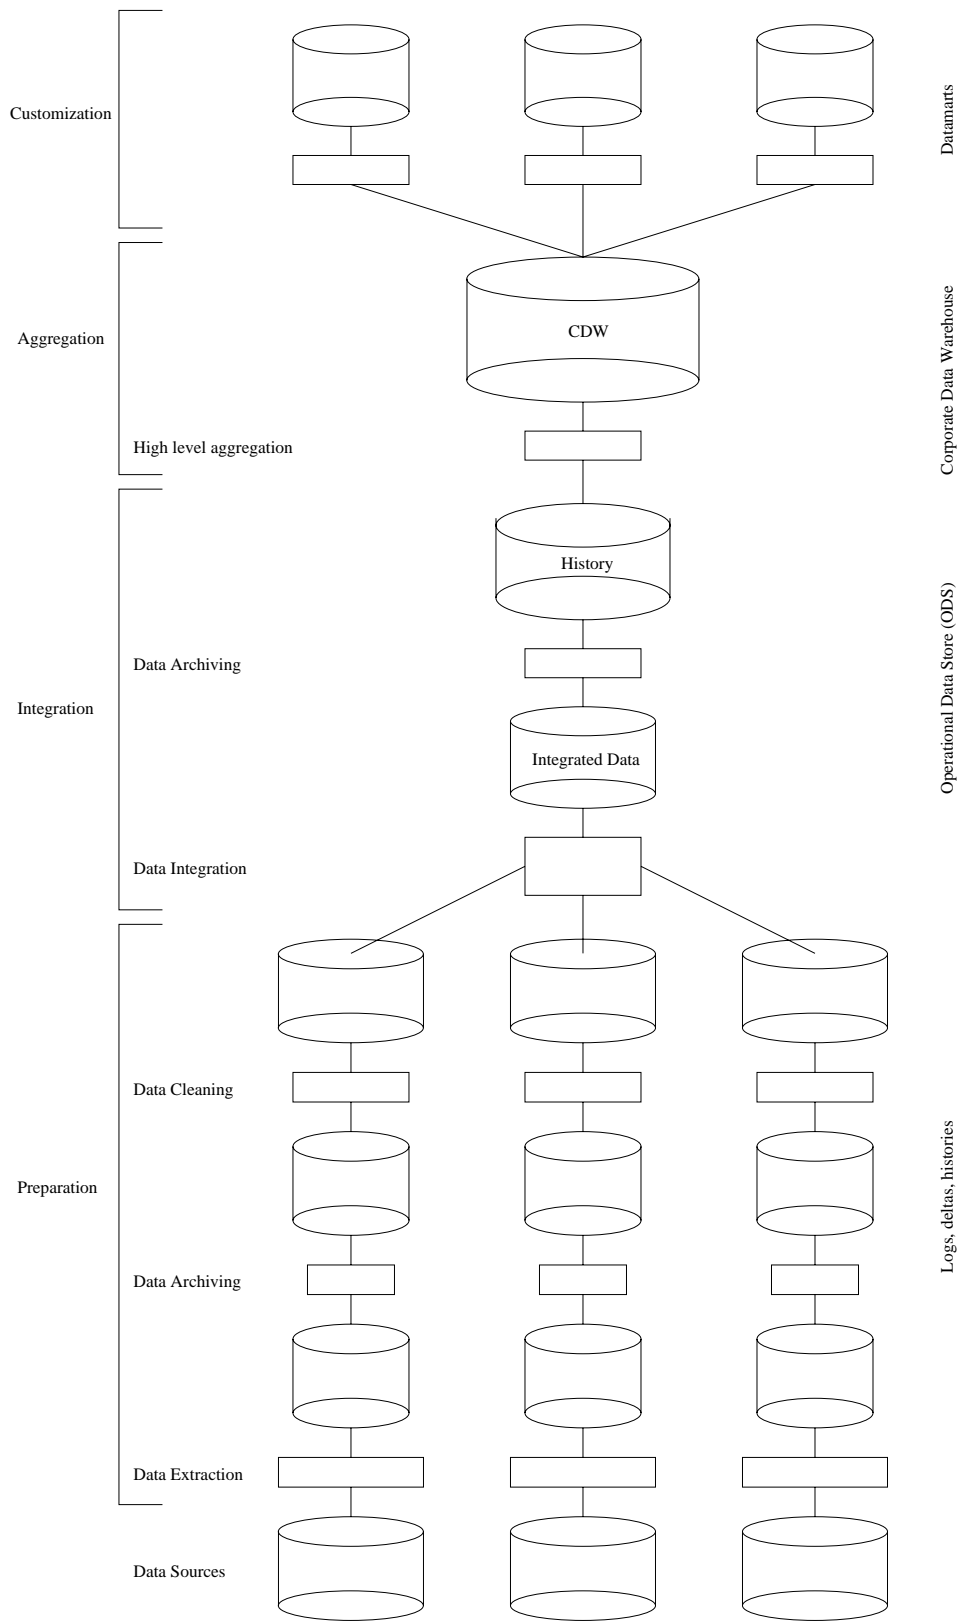 Customization
Datamarts
CDW
Aggregation
Corporate Data Warehouse
High level aggregation
History
Data Archiving
Integration
Operational Data Store (ODS)
Integrated Data
Data Integration
Data Cleaning
Preparation
Logs, deltas, histories
Data Archiving
Data Extraction
Data Sources